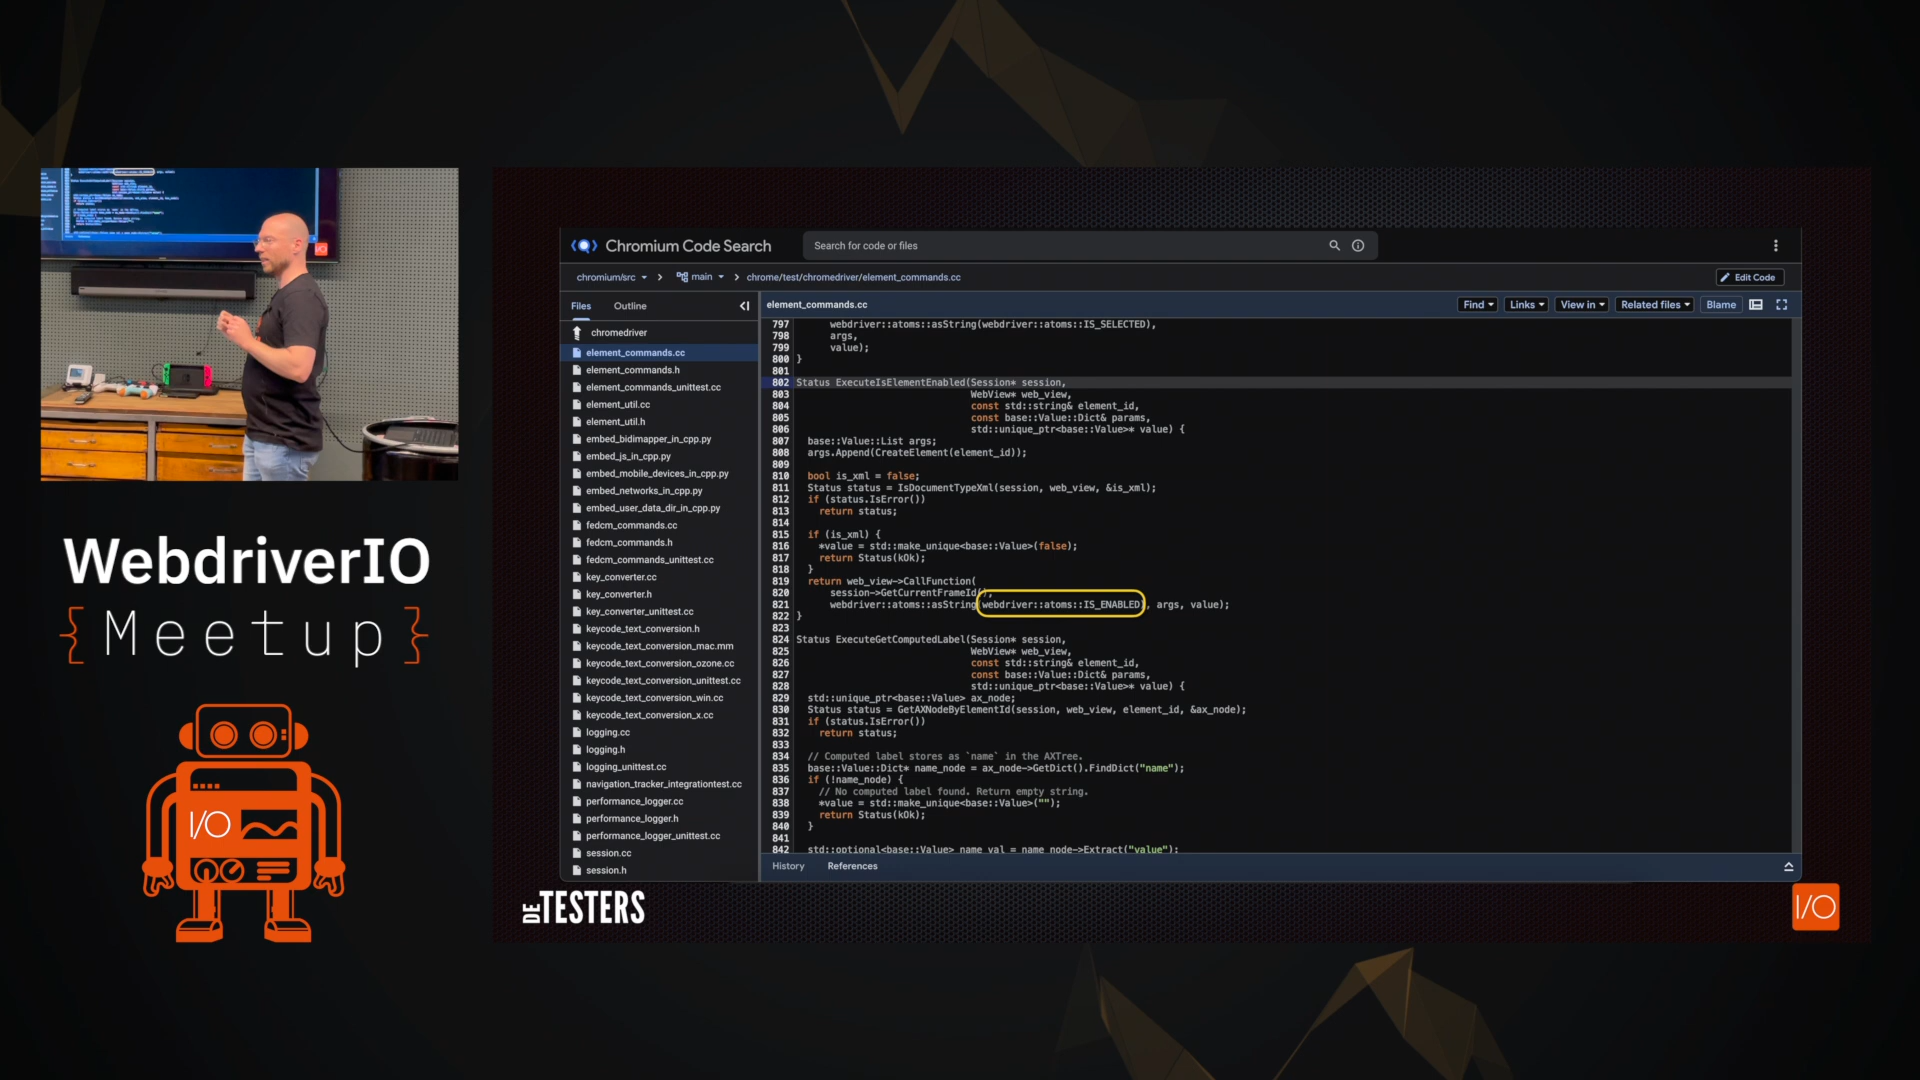 WebdriverIO
{Meetup}
I/O
Chromium Code Search
Search for code or files
chromium/src > main > chrome/test/chromedriver/element_commands.cc
Edit Code
Files Outline
element_commands.cc
Find Links View in Related files Blame
chromedriver
element_commands.cc
element_commands.h
element_commands_unittest.cc
element_util.cc
element_util.h
embed_bidimapper_in_cpp.py
embed_js_in_cpp.py
embed_mobile_devices_in_cpp.py
embed_networks_in_cpp.py
embed_user_data_dir_in_cpp.py
fedcm_commands.cc
fedcm_commands.h
fedcm_commands_unittest.cc
key_converter.cc
key_converter.h
key_converter_unittest.cc
keycode_text_conversion.h
keycode_text_conversion_mac.mm
keycode_text_conversion_ozone.cc
keycode_text_conversion_unittest.cc
keycode_text_conversion_win.cc
keycode_text_conversion_x.cc
logging.cc
logging.h
logging_unittest.cc
navigation_tracker_integrationtest.cc
performance_logger.cc
performance_logger.h
performance_logger_unittest.cc
session.cc
session.h
797 webdriver::atoms::asString(webdriver::atoms::IS_SELECTED),
798 args,
799 value);
800 }
801
802 Status ExecuteIsElementEnabled(Session* session,
803 WebView* web_view,
804 const std::string& element_id,
805 const base::Value::Dict& params,
806 std::unique_ptr<base::Value>* value) {
807 base::Value::List args;
808 args.Append(CreateElement(element_id));
809
810 bool is_xml = false;
811 Status status = IsDocumentTypeXml(session, web_view, &is_xml);
812 if (status.IsError())
813 return status;
814
815 if (is_xml) {
816 *value = std::make_unique<base::Value>(false);
817 return Status(kOk);
818 }
819 return web_view->CallFunction(
820 session->GetCurrentFrameId(),
821 webdriver::atoms::asString(webdriver::atoms::IS_ENABLED), args, value);
822 }
823
824 Status ExecuteGetComputedLabel(Session* session,
825 WebView* web_view,
826 const std::string& element_id,
827 const base::Value::Dict& params,
828 std::unique_ptr<base::Value>* value) {
829 std::unique_ptr<base::Value> ax_node;
830 Status status = GetAXNodeByElementId(session, web_view, element_id, &ax_node);
831 if (status.IsError())
832 return status;
833
834 // Computed label stores as `name` in the AXTree.
835 base::Value::Dict* name_node = ax_node->GetDict().FindDict("name");
836 if (!name_node) {
837 // No computed label found. Return empty string.
838 *value = std::make_unique<base::Value>("");
839 return Status(kOk);
840 }
841
842 std::optional<base::Value> name_val = name_node->Extract("value");
History References
DE TESTERS
I/O